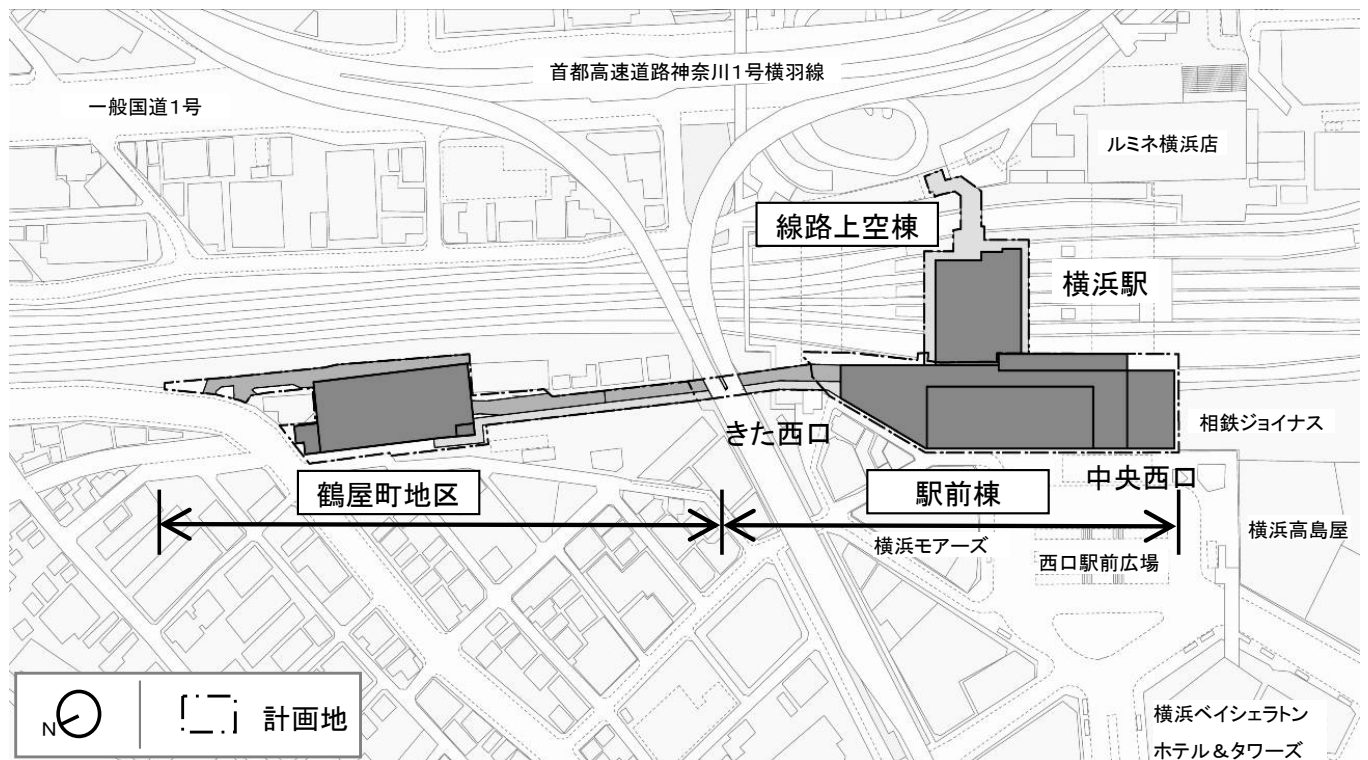 首都高速道路神奈川1号横羽線
一般国道1号
ルミネ横浜店
線路上空棟
横浜駅
きた西口
相鉄ジョイナス
鶴屋町地区
駅前棟
中央西口
横浜モアーズ
西口駅前広場
横浜高島屋
N
計画地
横浜ベイシェラトン
ホテル&タワーズ